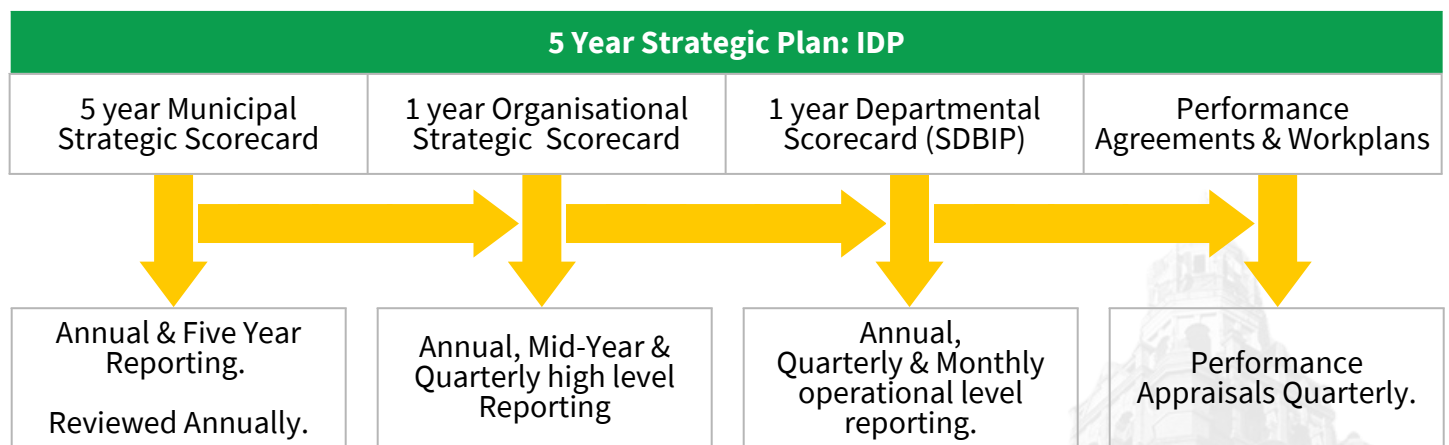 5 Year Strategic Plan: IDP
5 year Municipal
Strategic Scorecard
1 year Organisational
Strategic  Scorecard
1 year Departmental
Scorecard (SDBIP)
Performance
Agreements & Workplans
Annual & Five Year
Reporting.
Reviewed Annually.
Annual, Mid-Year &
Quarterly high level
Reporting
Annual,
Quarterly & Monthly
operational level
reporting.
Performance
Appraisals Quarterly.